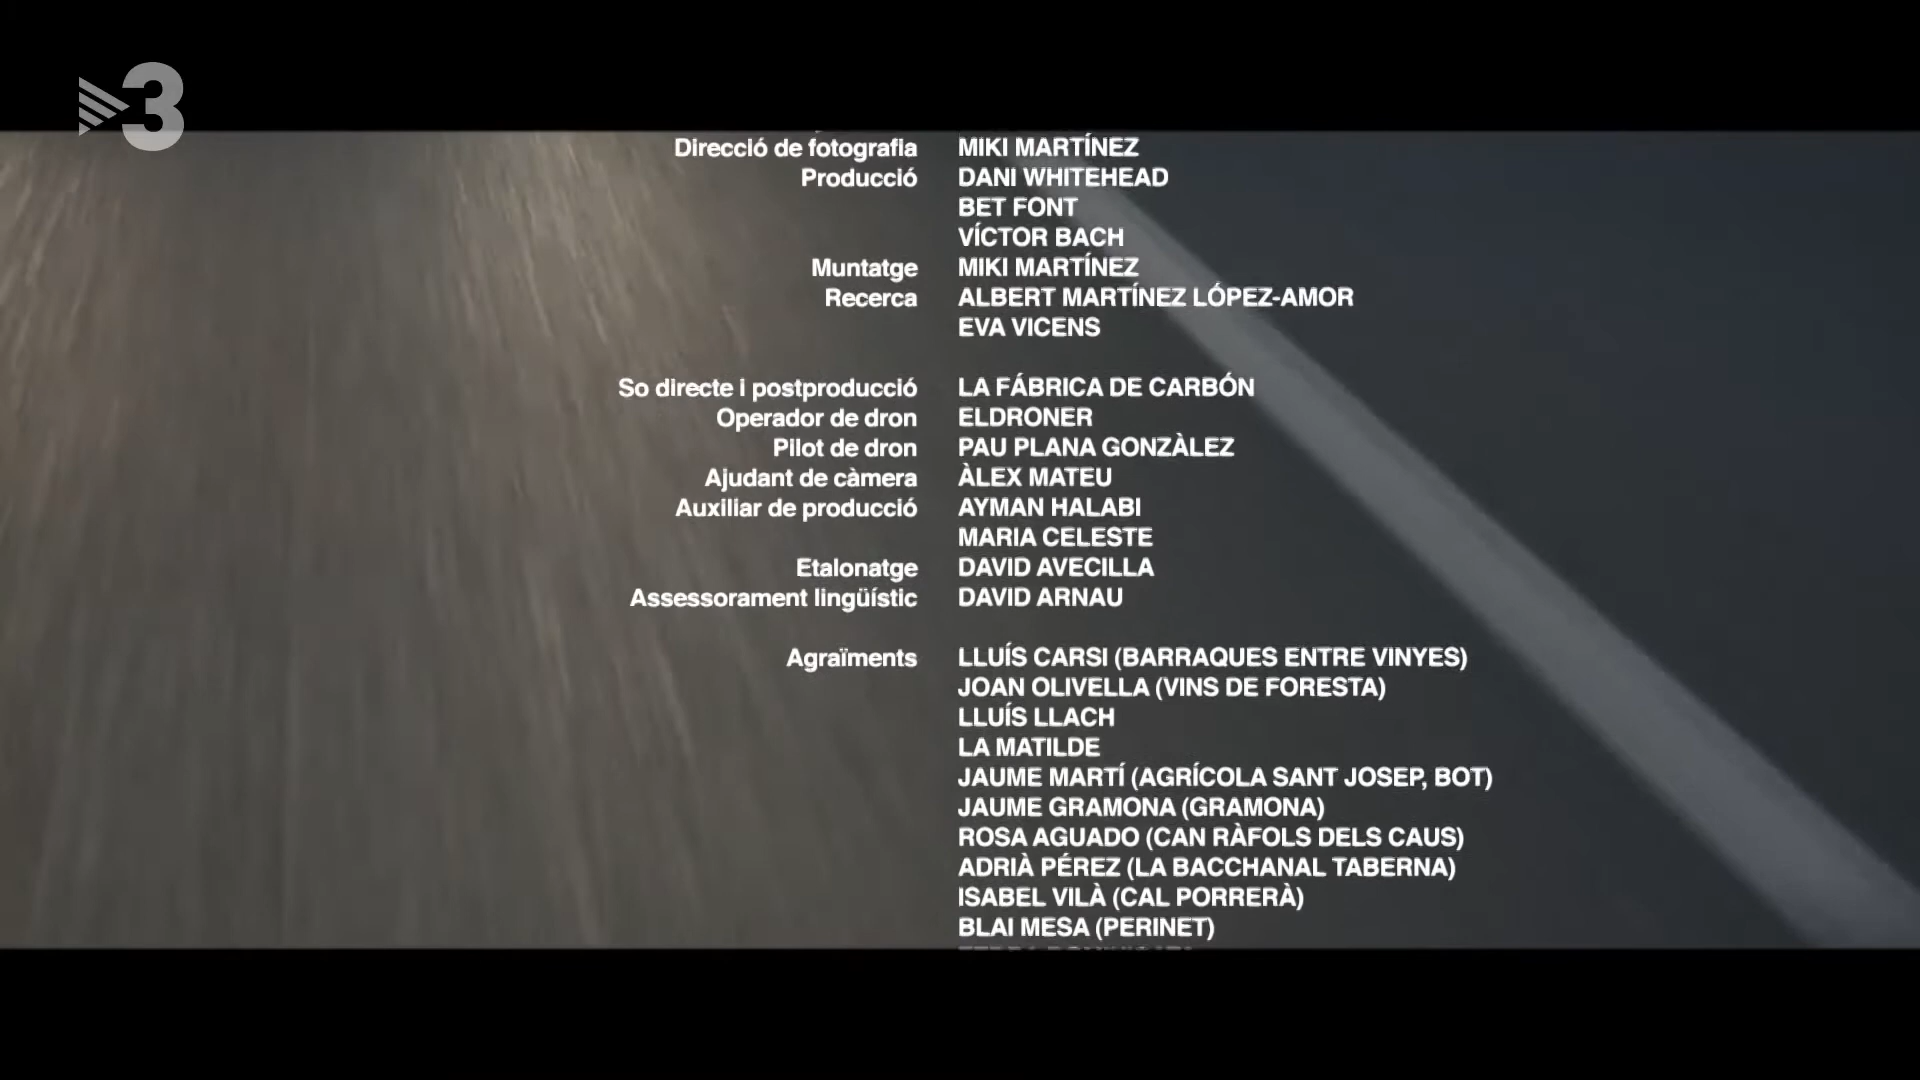 3
Direcció de fotografia MIKI MARTÍNEZ
Producció DANI WHITEHEAD
BET FONT
VÍCTOR BACH
Muntatge MIKI MARTÍNEZ
Recerca ALBERT MARTÍNEZ LÓPEZ-AMOR
EVA VICENS
So directe i postproducció LA FÁBRICA DE CARBÓN
Operador de dron ELDRONER
Pilot de dron PAU PLANA GONZÀLEZ
Ajudant de càmera ÀLEX MATEU
Auxiliar de producció AYMAN HALABI
MARIA CELESTE
Etalonatge DAVID AVECILLA
Assessorament lingüístic DAVID ARNAU
Agraïments LLUÍS CARSI (BARRAQUES ENTRE VINYES)
JOAN OLIVELLA (VINS DE FORESTA)
LLUÍS LLACH
LA MATILDE
JAUME MARTÍ (AGRÍCOLA SANT JOSEP, BOT)
JAUME GRAMONA (GRAMONA)
ROSA AGUADO (CAN RÀFOLS DELS CAUS)
ADRIÀ PÉREZ (LA BACCHANAL TABERNA)
ISABEL VILÀ (CAL PORRERÀ)
BLAI MESA (PERINET)